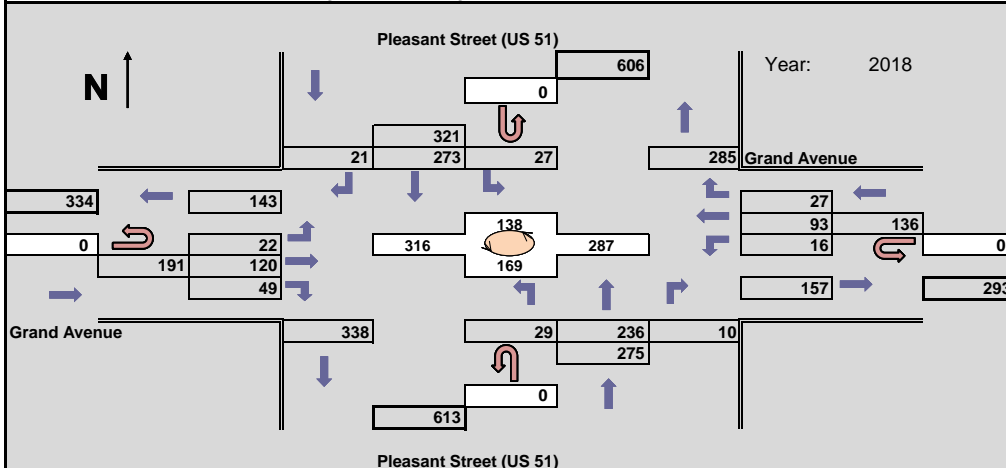 Pleasant Street (US 51)
606
Year: 2018
N
0
321
21 273 27 285 Grand Avenue
334 143 27
138
93 136
0 22 316 287 16 0
191 120 169
49 157 293
Grand Avenue 338 29 236 10
275
0
613
Pleasant Street (US 51)